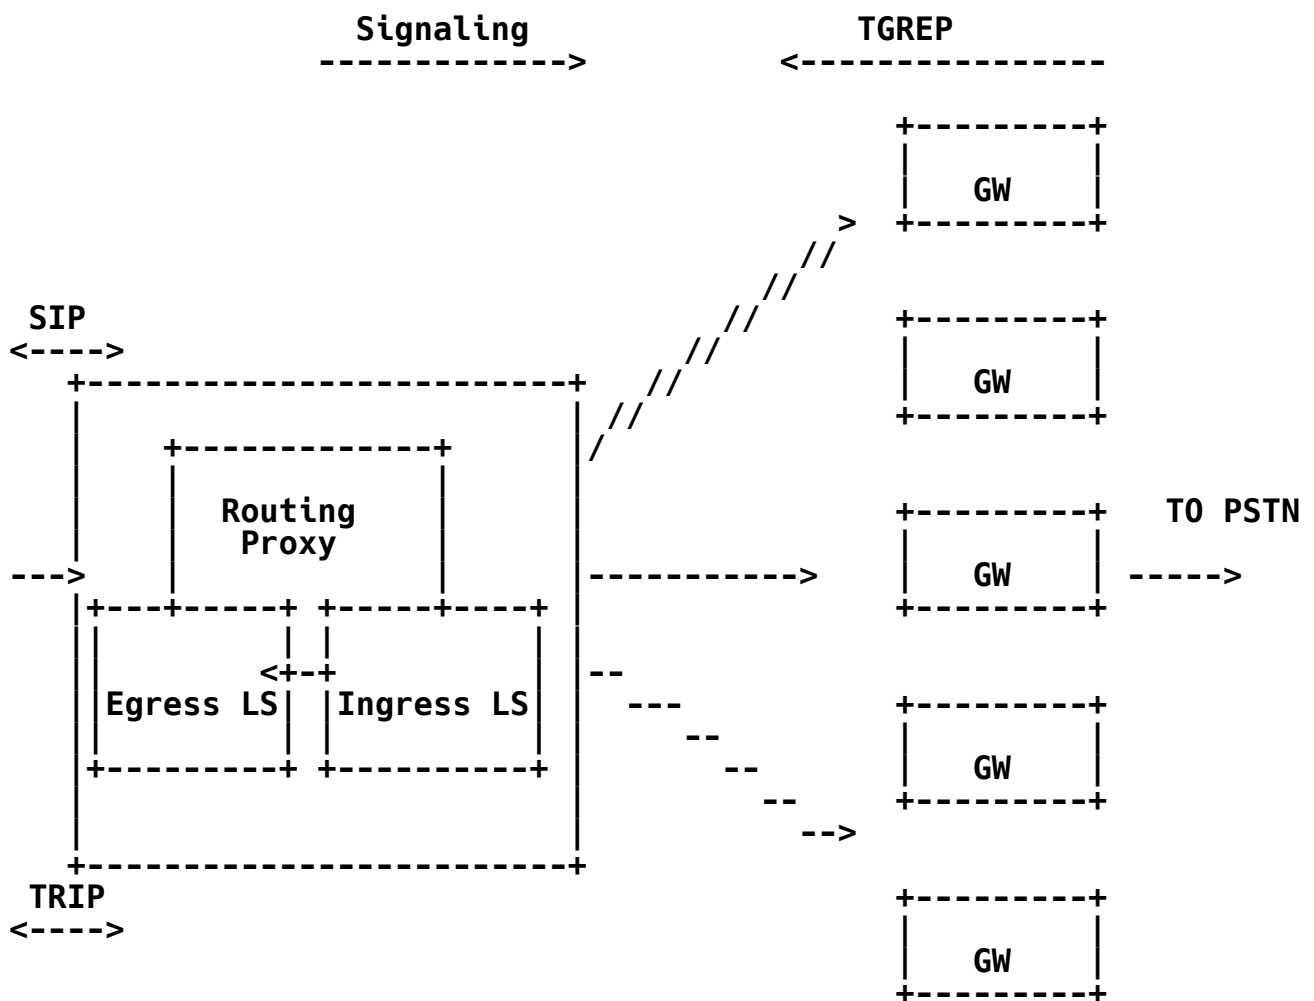 Signaling TGREP
GW
SIP
GW
Routing TO PSTN
Proxy
GW
Egress LS Ingress LS
GW
TRIP
GW